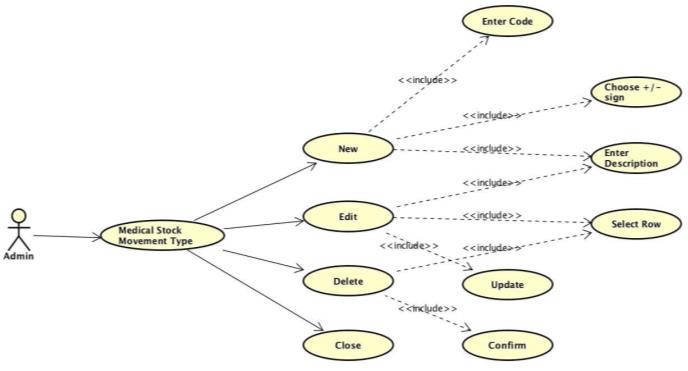 Enter Code
<<include>>
Choose +/-
sign
<<include>>
New
<<include>>
Enter
Description
<<include>>
Edit
<<include>>
Select Row
Medical Stock
Movement Type
<<include>>
<<include>>
Admin
Delete
Update
<<include>>
Close
Confirm